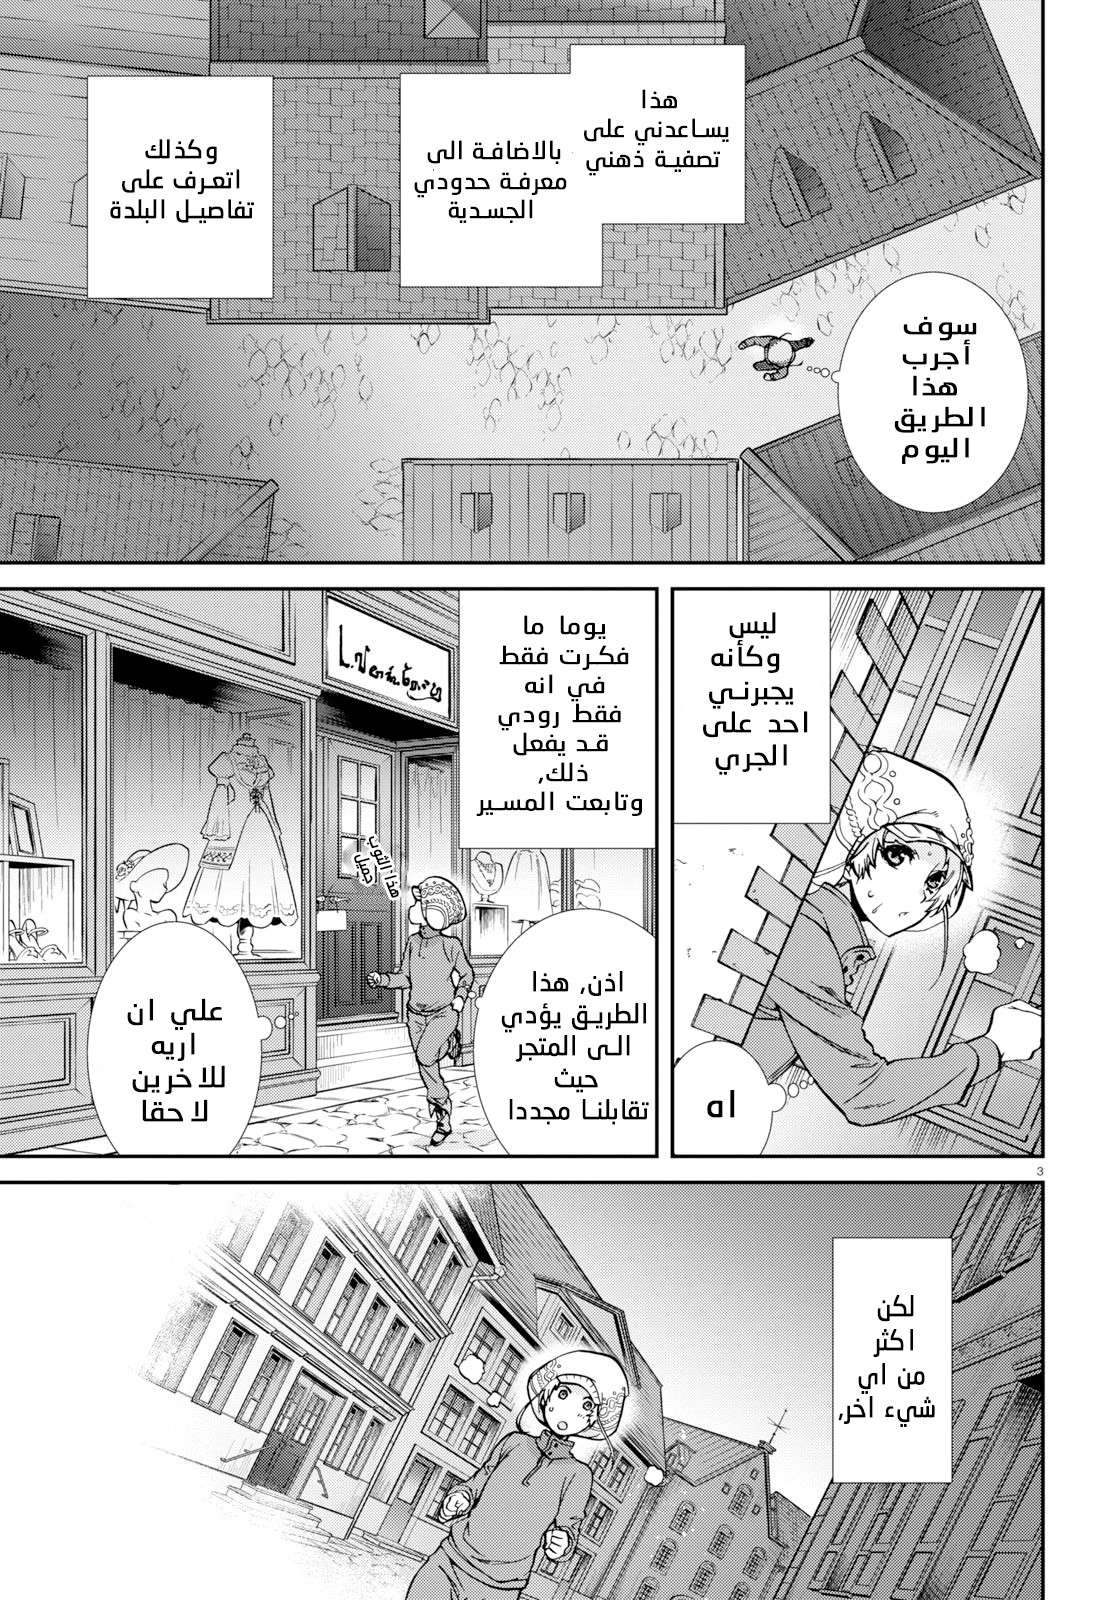 هذا
يساعدني على
تصفية ذهني
بالاضافة الى
معرفة حدودي
الجسدية
وكذلك
اتعرف على
تفاصيل البلدة
سوف
أجرب
هذا
الطريق
اليوم
ليس
وكأنه
يجبرني
احد على
الجري
اه
يوما ما
فكرت فقط
في انه
فقط رودي
قد يفعل
ذلك,
وتابعت المسير
اذن, هذا
الطريق يؤدي
الى المتجر
حيث
تقابلنا مجددا
هذا الثوب
جميل
علي ان
اريه
للاخرين
لاحقا
3
لكن
اكثر
من اي
شيء اخر,